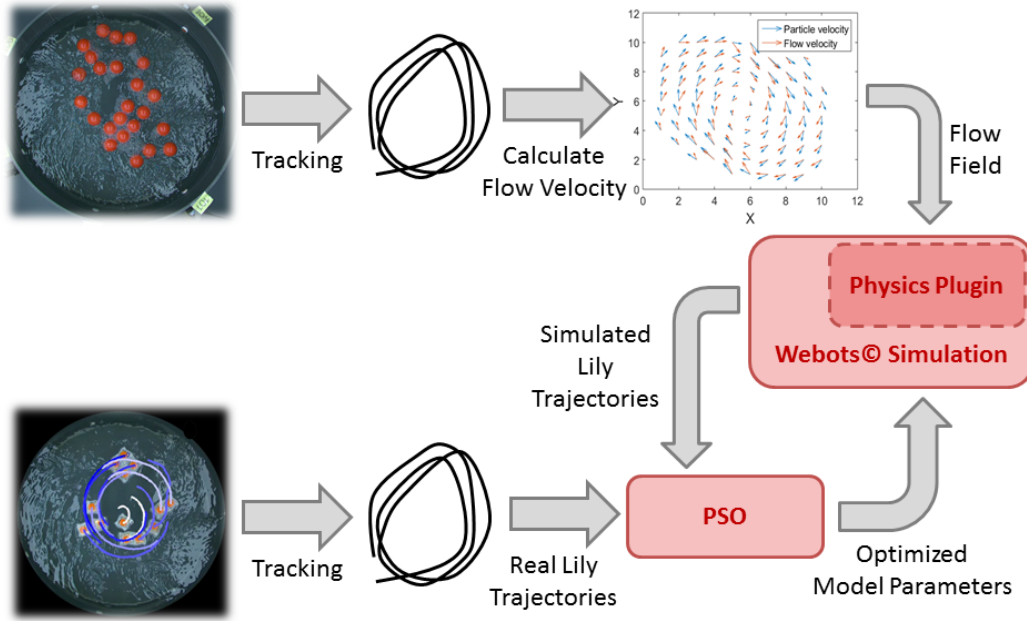 Tracking
Calculate
Flow Velocity
Particle velocity
Flow velocity
12
10
8
6
4
2
0
Y
0
2
4
6
8
10
12
X
Flow
Field
Physics Plugin
Webots© Simulation
Simulated
Lily
Trajectories
Tracking
Real Lily
Trajectories
PSO
Optimized
Model Parameters